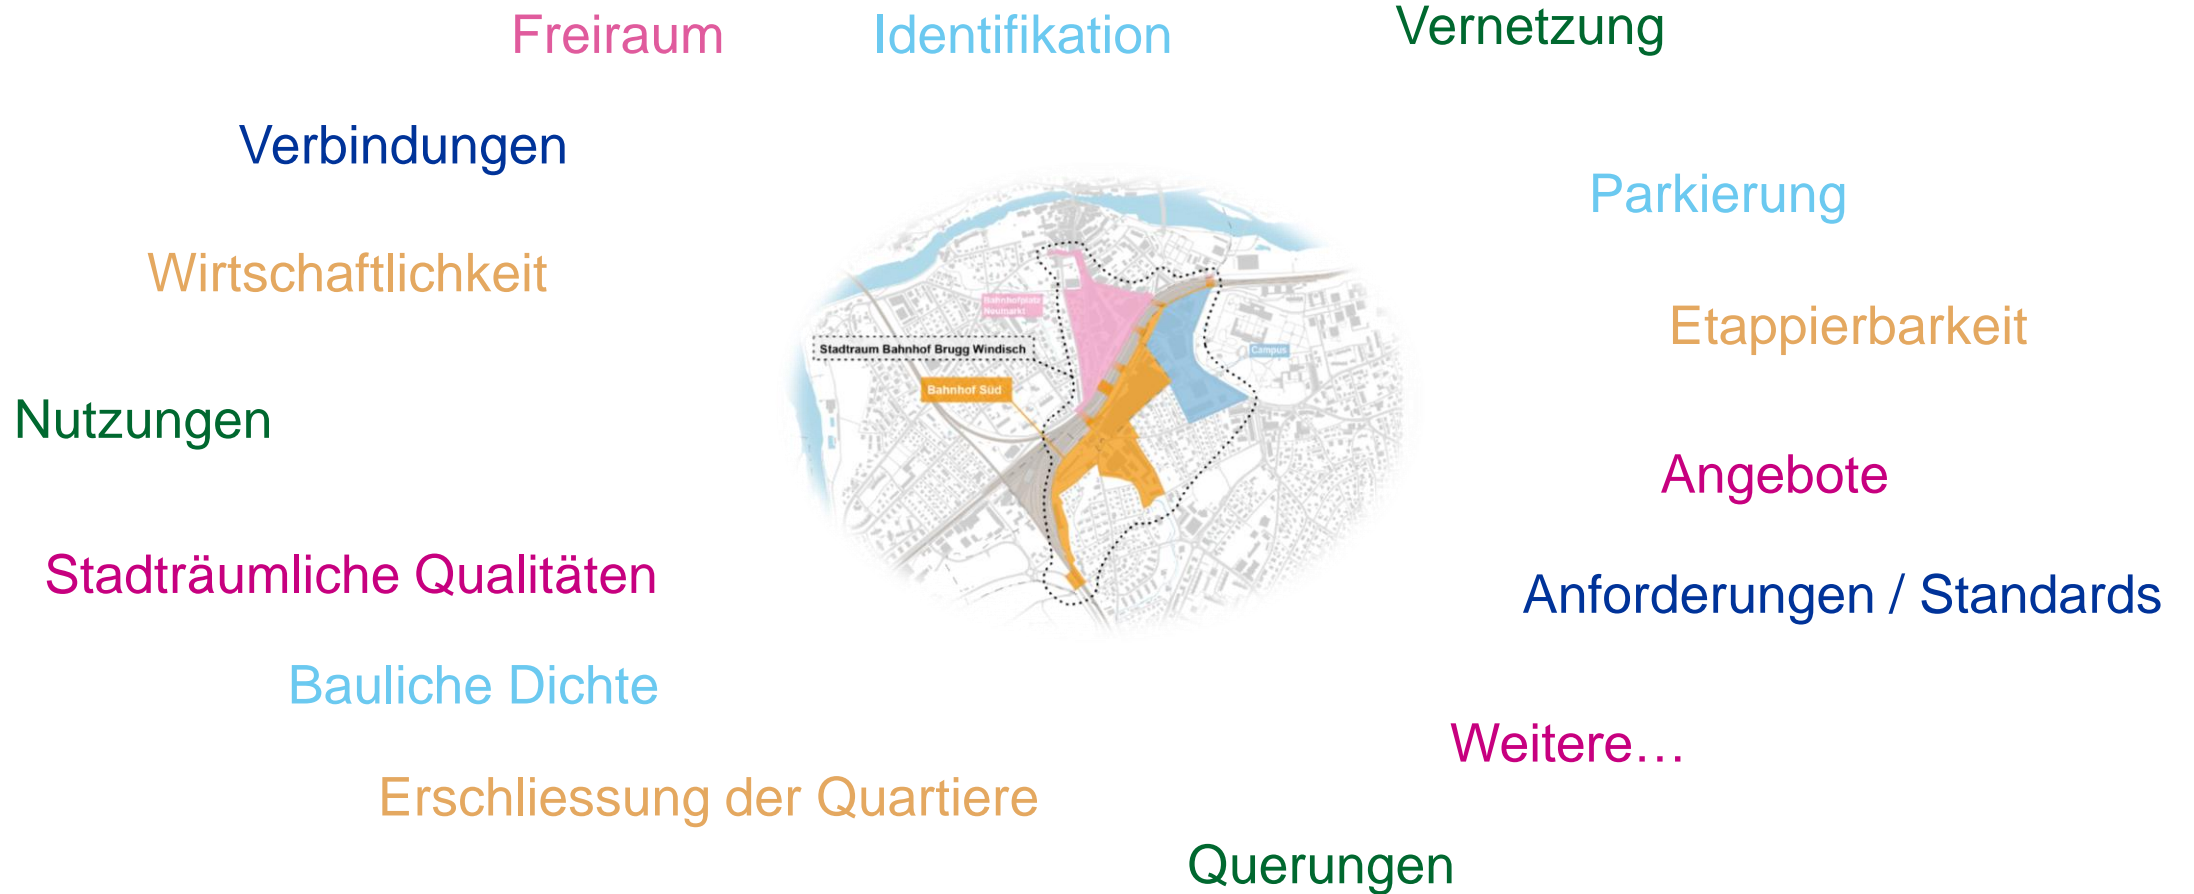 Freiraum
Identifikation
Vernetzung
Verbindungen
Parkierung
Wirtschaftlichkeit
Bahnhofplatz
Neumarkt
Etappierbarkeit
Stadtraum Bahnhof Brugg Windisch
Campus
Bahnhof Süd
Nutzungen
Angebote
Stadträumliche Qualitäten
Anforderungen / Standards
Bauliche Dichte
Weitere…
Erschliessung der Quartiere
Querungen